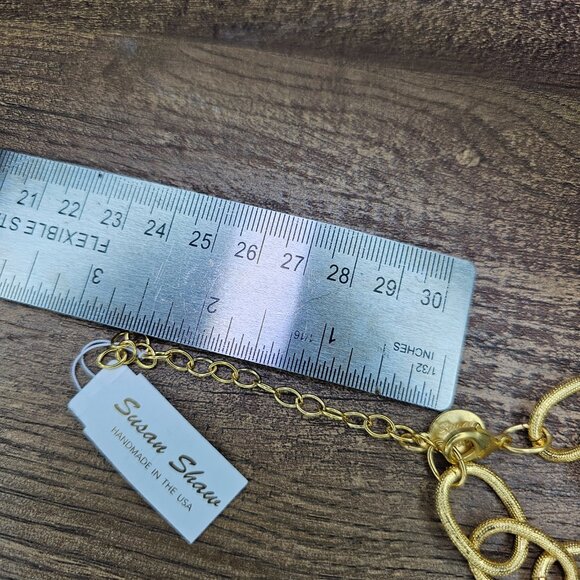 21 22 23 24 25 26 27 28 29 30
FLEXIBLE ST
3 2 1
1/16
1/32
INCHES
Susan Shaw
HANDMADE IN THE USA